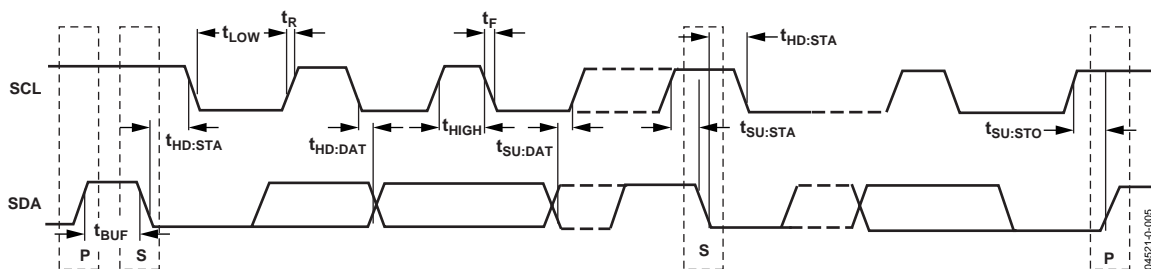 tR
tF
tLOW
tHD:STA
SCL
tHD:STA
tHD:DAT
tHIGH
tSU:DAT
tSU:STA
tSU:STO
SDA
tBUF
P
S
S
P
04521-0-005